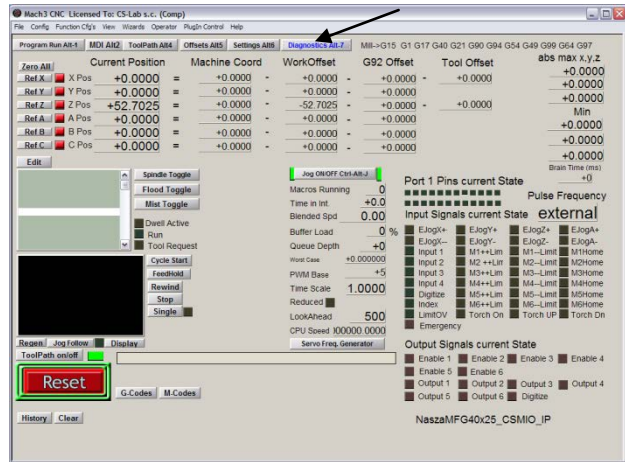 Mach3 CNC Licensed To: CS-Lab s.c. (Comp)
File Config Function Cfg's View Wizards Operator PlugIn Control Help
Program Run Alt-1 MDI Alt2 ToolPath Alt4 Offsets Alt5 Settings Alt6 Diagnostics Alt-7 Mill->G15 G1 G17 G40 G21 G90 G94 G54 G49 G99 G64 G97
Zero All Current Position Machine Coord WorkOffset G92 Offset Tool Offset abs max x,y,z
Ref X X Pos +0.0000 = +0.0000 - +0.0000 - +0.0000 - +0.0000 +0.0000
Ref Y Y Pos +0.0000 = +0.0000 - +0.0000 - +0.0000 +0.0000
Ref Z Z Pos +52.7025 = +0.0000 - -52.7025 - +0.0000 - +0.0000 +0.0000
Min
Ref A A Pos +0.0000 = +0.0000 - +0.0000 - +0.0000 +0.0000
Ref B B Pos +0.0000 = +0.0000 - +0.0000 - +0.0000 +0.0000
Ref C C Pos +0.0000 = +0.0000 - +0.0000 - +0.0000 +0.0000
Edit
Brain Time (ms)
+0
Spindle Toggle
Flood Toggle
Mist Toggle
Dwell Active
Run
Tool Request
Cycle Start
FeedHold
Rewind
Stop
Single
Regen Jog Follow Display
ToolPath on/off
Reset
G-Codes M-Codes
History Clear
Jog ON/OFF Ctrl-Alt-J
Macros Running 0
Time in Int. +0.0
Blended Spd 0.00
Buffer Load 0 %
Queue Depth +0
Worst Case +0.000000
PWM Base +5
Time Scale 1.0000
Reduced
LookAhead 500
CPU Speed
Servo Freq. Generator
Port 1 Pins current State
Pulse Frequency
Input Signals current State external
EJogX+ EJogY+ EJogZ+ EJogA+
EJogX-- EJogY- EJogZ- EJogA-
Input 1 M1++Lim M1--Limit M1Home
Input 2 M2 ++Lim M2--Limit M2Home
Input 3 M3++Lim M3--Limit M3Home
Input 4 M4++Lim M4--Limit M4Home
Digitize M5++Lim M5--Limit M5Home
Index M6++Lim M6--Limit M6Home
LimitOV Torch On Torch UP Torch Dn
Emergency
Output Signals current State
Enable 1 Enable 2 Enable 3 Enable 4
Enable 5 Enable 6
Output 1 Output 2 Output 3 Output 4
Output 5 Output 6 Digitize
NaszaMFG40x25_CSMIO_IP